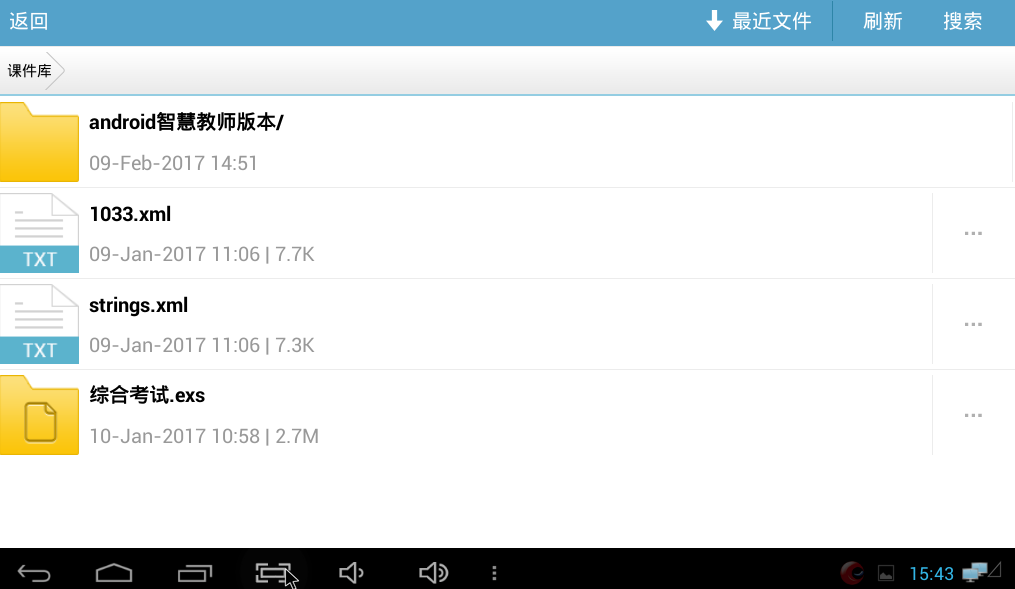 返回
最近文件
刷新
搜索
课件库
android智慧教师版本/
09-Feb-2017 14:51
1033.xml
TXT
09-Jan-2017 11:06 | 7.7K
...
strings.xml
TXT
09-Jan-2017 11:06 | 7.3K
...
综合考试.exs
10-Jan-2017 10:58 | 2.7M
...
15:43